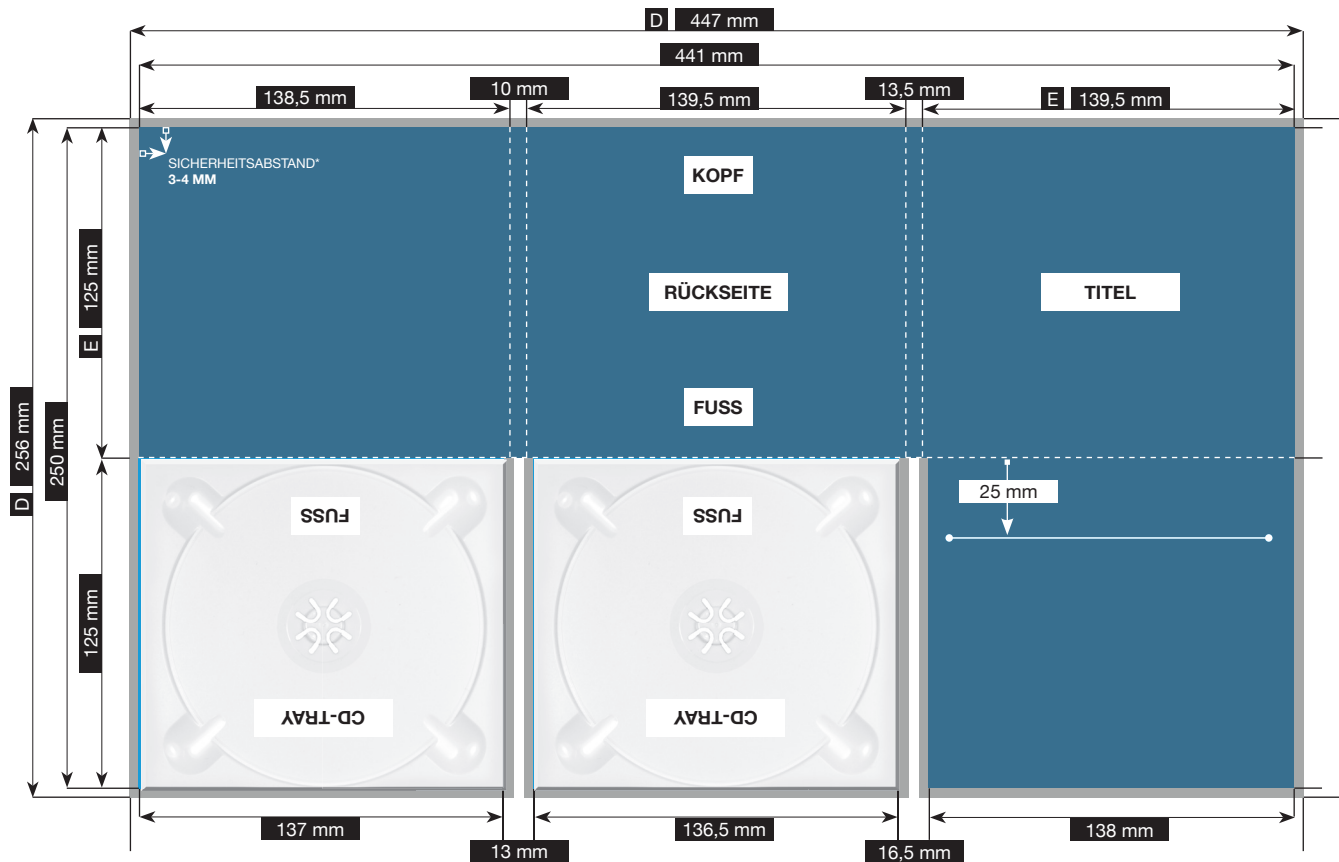 D 447 mm
441 mm
138,5 mm
10 mm
139,5 mm
13,5 mm
E 139,5 mm
SICHERHEITSABSTAND*
3-4 MM
KOPF
RÜCKSEITE
TITEL
FUSS
125 mm
E
D 256 mm
250 mm
125 mm
FUSS
FUSS
25 mm
CD-TRAY
CD-TRAY
137 mm
13 mm
136,5 mm
16,5 mm
138 mm